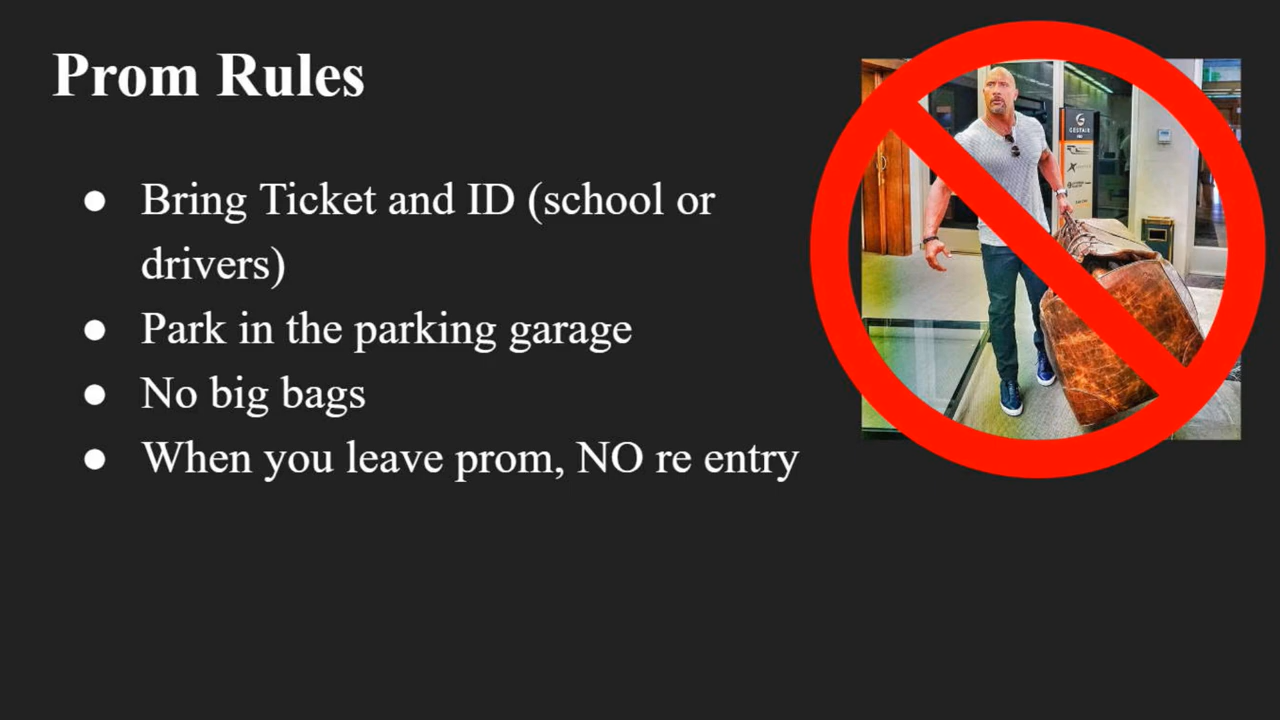 Prom Rules
● Bring Ticket and ID (school or
drivers)
● Park in the parking garage
● No big bags
● When you leave prom, NO re entry
GESTAIR